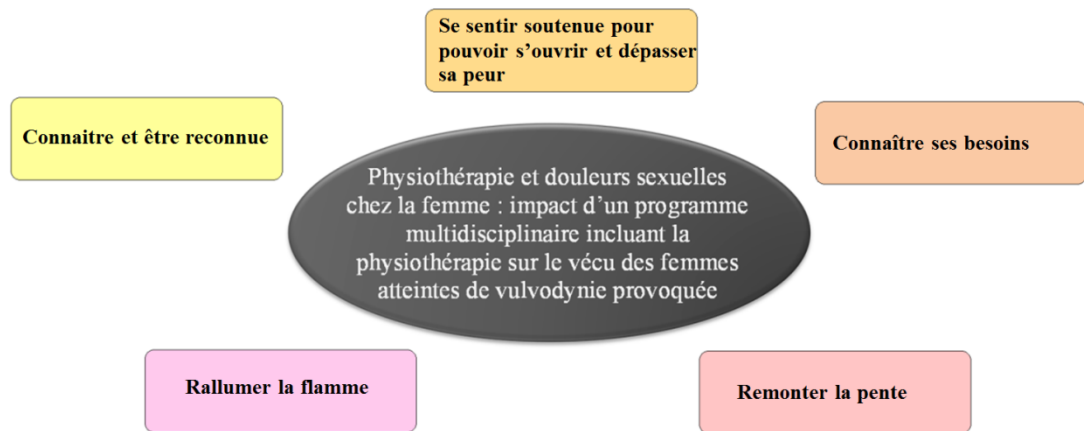 Se sentir soutenue pour
pouvoir s’ouvrir et dépasser
sa peur
Connaitre et être reconnue
Connaître ses besoins
Physiothérapie et douleurs sexuelles
chez la femme : impact d’un programme
multidisciplinaire incluant la
physiothérapie sur le vécu des femmes
atteintes de vulvodynie provoquée
Rallumer la flamme
Remonter la pente